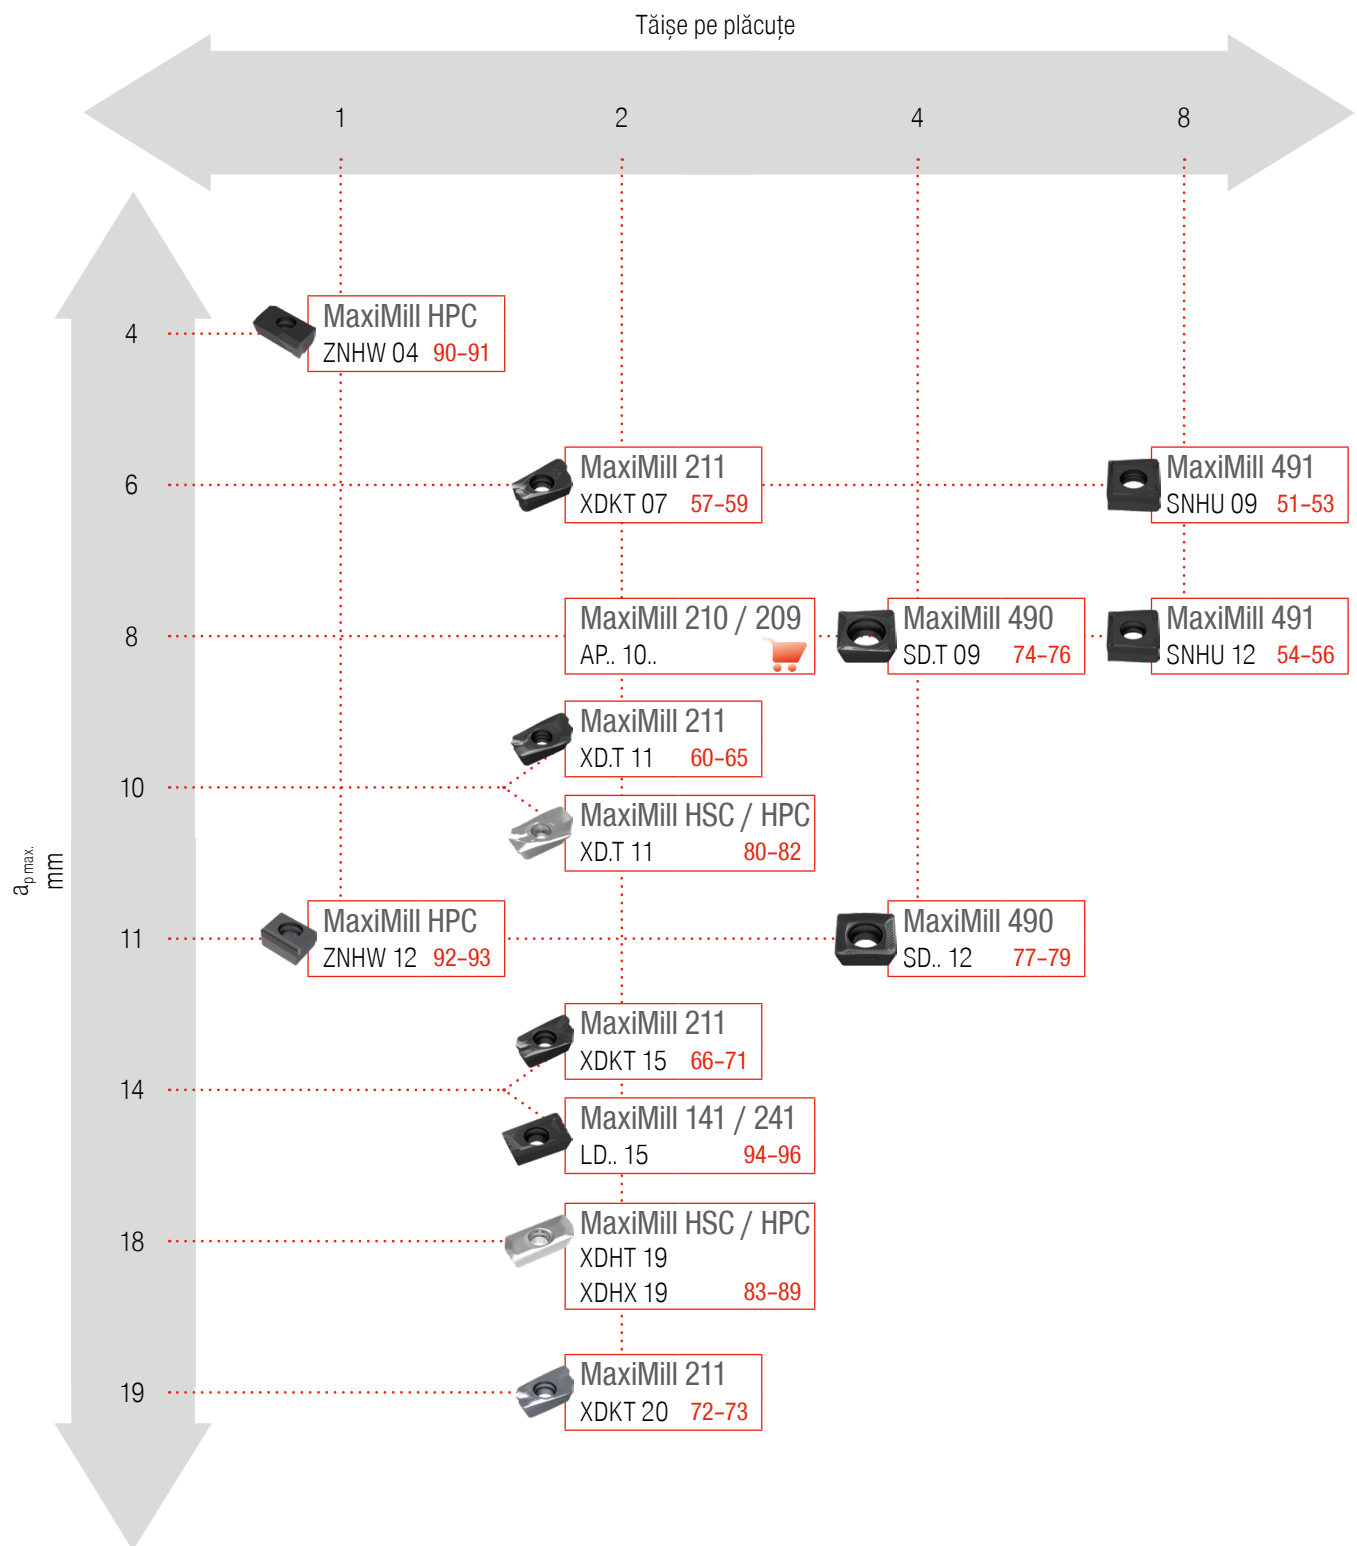 Tăișe pe plăcuțe
1 2 4 8
4
MaxiMill HPC
ZNHW 04 90–91
6
MaxiMill 211
XDKT 07 57–59
MaxiMill 491
SNHU 09 51–53
8
MaxiMill 210 / 209
AP.. 10..
MaxiMill 490
SD.T 09 74–76
MaxiMill 491
SNHU 12 54–56
MaxiMill 211
XD.T 11 60–65
10
MaxiMill HSC / HPC
XD.T 11 80–82
ap max.
mm
11
MaxiMill HPC
ZNHW 12 92–93
MaxiMill 490
SD.. 12 77–79
MaxiMill 211
XDKT 15 66–71
14
MaxiMill 141 / 241
LD.. 15 94–96
18
MaxiMill HSC / HPC
XDHT 19
XDHX 19 83–89
19
MaxiMill 211
XDKT 20 72–73